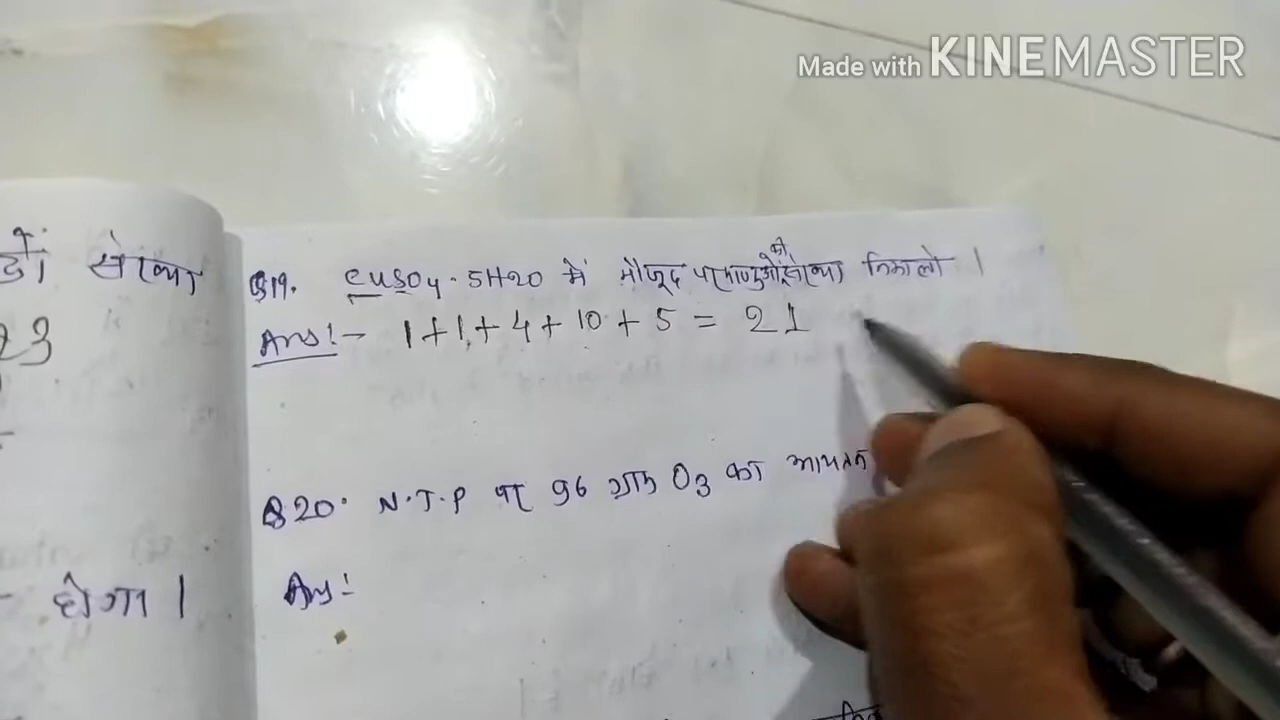 Made with KINEMASTER
संख्या
23
होगा ।
Q19. CuSO4 . 5H2O में मौजूद परमाणुओं की संख्या निकालो ।
Ans:- 1 + 1 + 4 + 10 + 5 = 21
Q20. N.T.P पर 96 ग्राम O3 का आयतन
Ans: